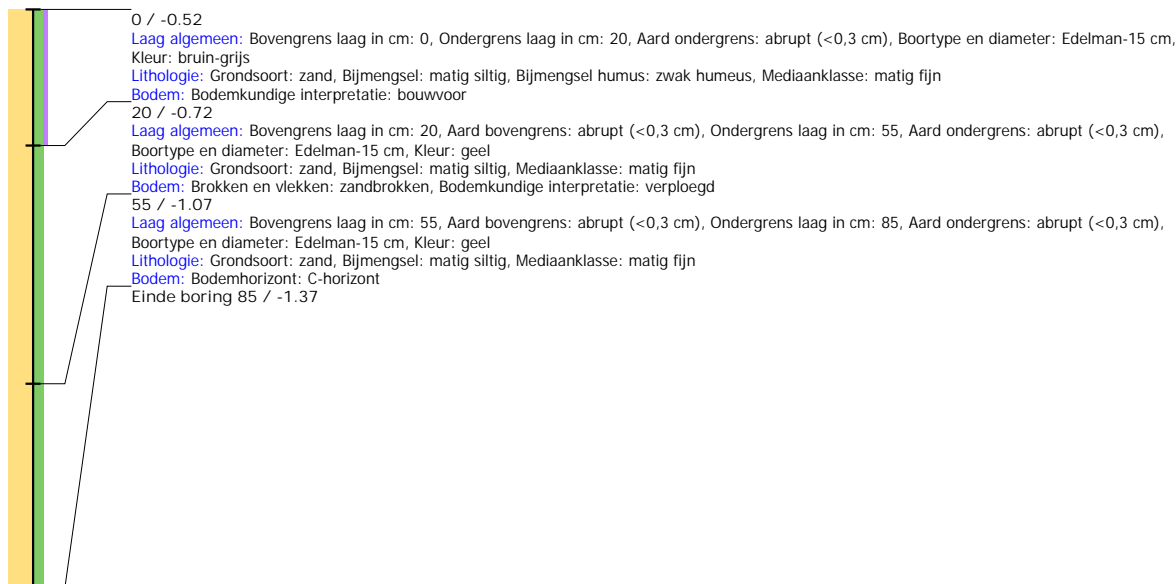 0 / -0.52
Laag algemeen: Bovengrens laag in cm: 0, Ondergrens laag in cm: 20, Aard ondergrens: abrupt (<0,3 cm), Boortype en diameter: Edelman-15 cm,
Kleur: bruin-grijs
Lithologie: Grondsoort: zand, Bijmengsel: matig siltig, Bijmengsel humus: zwak humeus, Mediaanklasse: matig fijn
Bodem: Bodemkundige interpretatie: bouwvoor
20 / -0.72
Laag algemeen: Bovengrens laag in cm: 20, Aard bovengrens: abrupt (<0,3 cm), Ondergrens laag in cm: 55, Aard ondergrens: abrupt (<0,3 cm),
Boortype en diameter: Edelman-15 cm, Kleur: geel
Lithologie: Grondsoort: zand, Bijmengsel: matig siltig, Mediaanklasse: matig fijn
Bodem: Brokken en vlekken: zandbrokken, Bodemkundige interpretatie: verploegd
55 / -1.07
Laag algemeen: Bovengrens laag in cm: 55, Aard bovengrens: abrupt (<0,3 cm), Ondergrens laag in cm: 85, Aard ondergrens: abrupt (<0,3 cm),
Boortype en diameter: Edelman-15 cm, Kleur: geel
Lithologie: Grondsoort: zand, Bijmengsel: matig siltig, Mediaanklasse: matig fijn
Bodem: Bodemhorizont: C-horizont
Einde boring 85 / -1.37